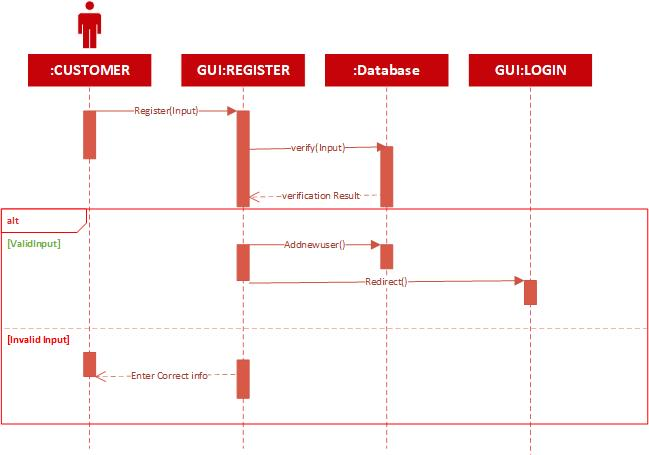 :CUSTOMER
GUI:REGISTER
:Database
GUI:LOGIN
Register(Input)
verify(Input)
verification Result
alt
[ValidInput]
Addnewuser()
Redirect()
[Invalid Input]
Enter Correct info